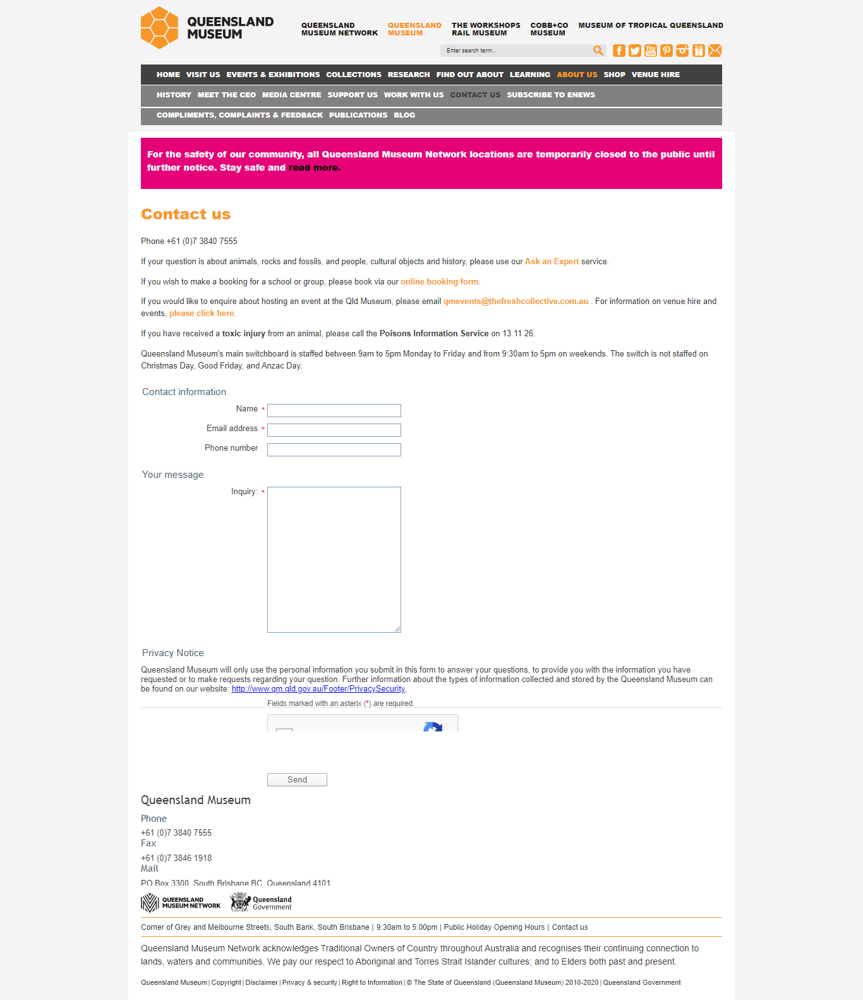 QUEENSLAND
MUSEUM
QUEENSLAND
MUSEUM NETWORK
QUEENSLAND
MUSEUM
THE WORKSHOPS
RAIL MUSEUM
COBB+CO
MUSEUM
MUSEUM OF TROPICAL QUEENSLAND
Enter search term...
You
Tube
HOME VISIT US EVENTS & EXHIBITIONS COLLECTIONS RESEARCH FIND OUT ABOUT LEARNING ABOUT US SHOP VENUE HIRE
HISTORY MEET THE CEO MEDIA CENTRE SUPPORT US WORK WITH US CONTACT US SUBSCRIBE TO ENEWS
COMPLIMENTS, COMPLAINTS & FEEDBACK PUBLICATIONS BLOG
For the safety of our community, all Queensland Museum Network locations are temporarily closed to the public until
further notice. Stay safe and read more.
Contact us
Phone +61 (0)7 3840 7555
If your question is about animals, rocks and fossils, and people, cultural objects and history, please use our Ask an Expert service.
If you wish to make a booking for a school or group, please book via our online booking form.
If you would like to enquire about hosting an event at the Qld Museum, please email qmevents@thefreshcollective.com.au . For information on venue hire and
events, please click here.
If you have received a toxic injury from an animal, please call the Poisons Information Service on 13 11 26.
Queensland Museum's main switchboard is staffed between 9am to 5pm Monday to Friday and from 9:30am to 5pm on weekends. The switch is not staffed on
Christmas Day, Good Friday, and Anzac Day.
Contact information
Name *
Email address *
Phone number
Your message
Inquiry: *
Privacy Notice
Queensland Museum will only use the personal information you submit in this form to answer your questions, to provide you with the information you have
requested or to make requests regarding your question. Further information about the types of information collected and stored by the Queensland Museum can
be found on our website: http://www.qm.qld.gov.au/Footer/PrivacySecurity.
Fields marked with an asterix (*) are required.
Send
Queensland Museum
Phone
+61 (0)7 3840 7555
Fax
+61 (0)7 3846 1918
Mail
PO Box 3300, South Brisbane BC, Queensland 4101
QUEENSLAND
MUSEUM NETWORK
Queensland
Government
Corner of Grey and Melbourne Streets, South Bank, South Brisbane | 9:30am to 5:00pm | Public Holiday Opening Hours | Contact us
Queensland Museum Network acknowledges Traditional Owners of Country throughout Australia and recognises their continuing connection to
lands, waters and communities. We pay our respect to Aboriginal and Torres Strait Islander cultures; and to Elders both past and present.
Queensland Museum | Copyright | Disclaimer | Privacy & security | Right to Information | © The State of Queensland (Queensland Museum) 2010-2020 | Queensland Government